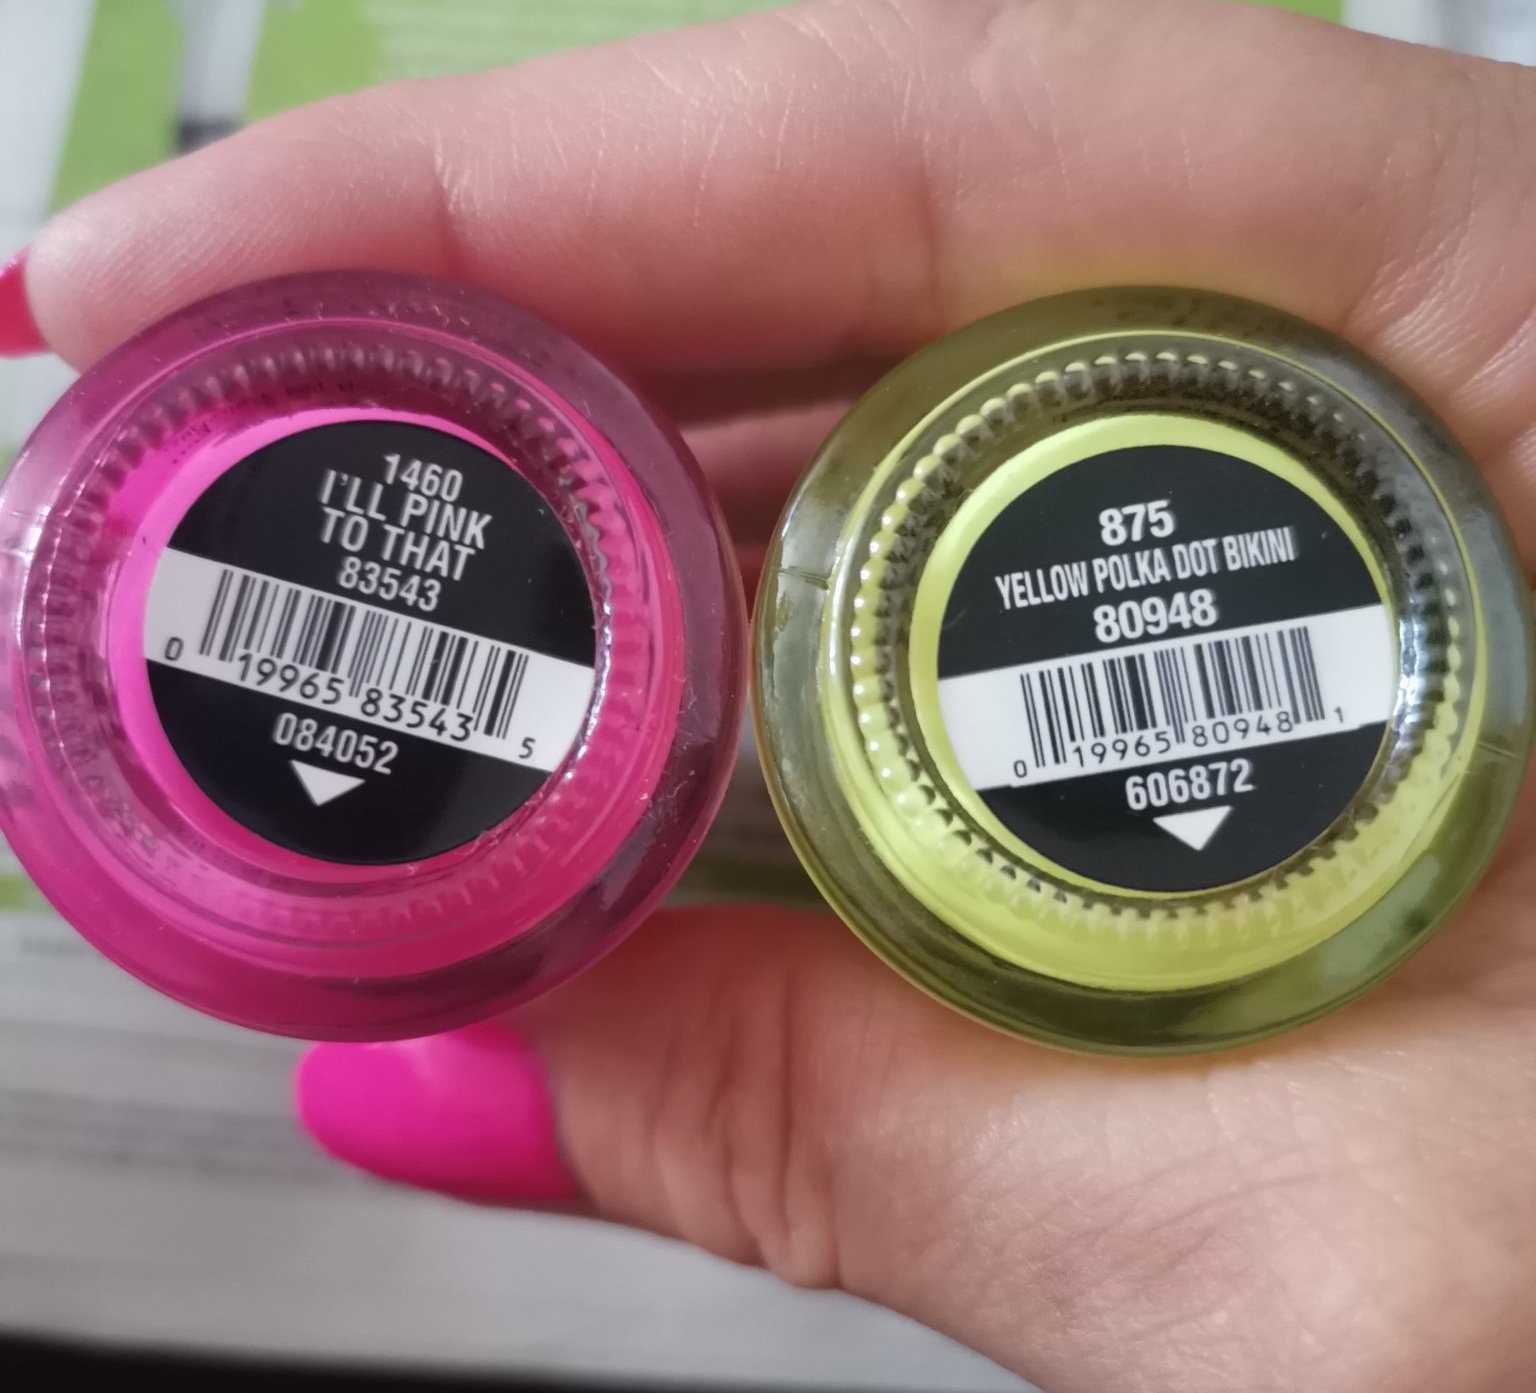 1460
I'LL PINK
TO THAT
83543
0 19965 83543 5
084052
875
YELLOW POLKA DOT BIKINI
80948
0 19965 80948 1
606872